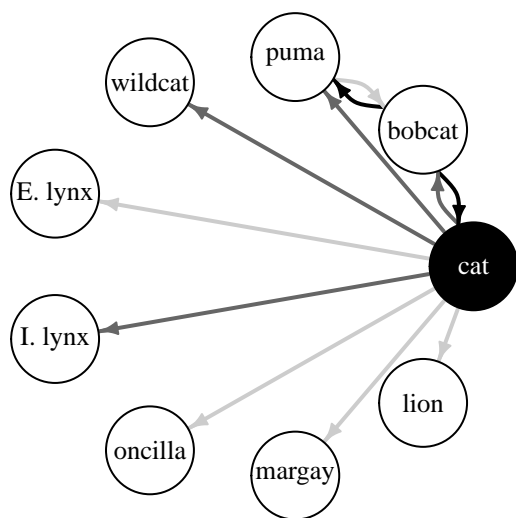 puma
wildcat
bobcat
E. lynx
cat
I. lynx
lion
oncilla
margay